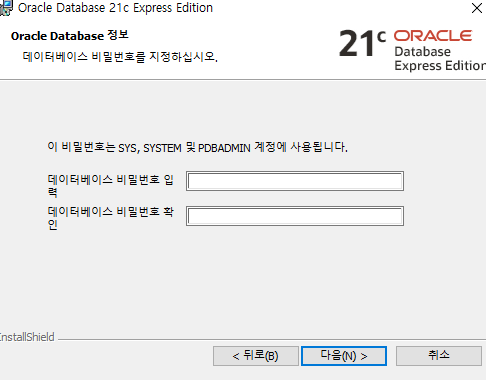 Oracle Database 21c Express Edition
Oracle Database 정보
데이터베이스 비밀번호를 지정하십시오.
21c ORACLE
Database
Express Edition
이 비밀번호는 SYS, SYSTEM 및 PDBADMIN 계정에 사용됩니다.
데이터베이스 비밀번호 입
력
데이터베이스 비밀번호 확
인
InstallShield
< 뒤로(B)
다음(N) >
취소